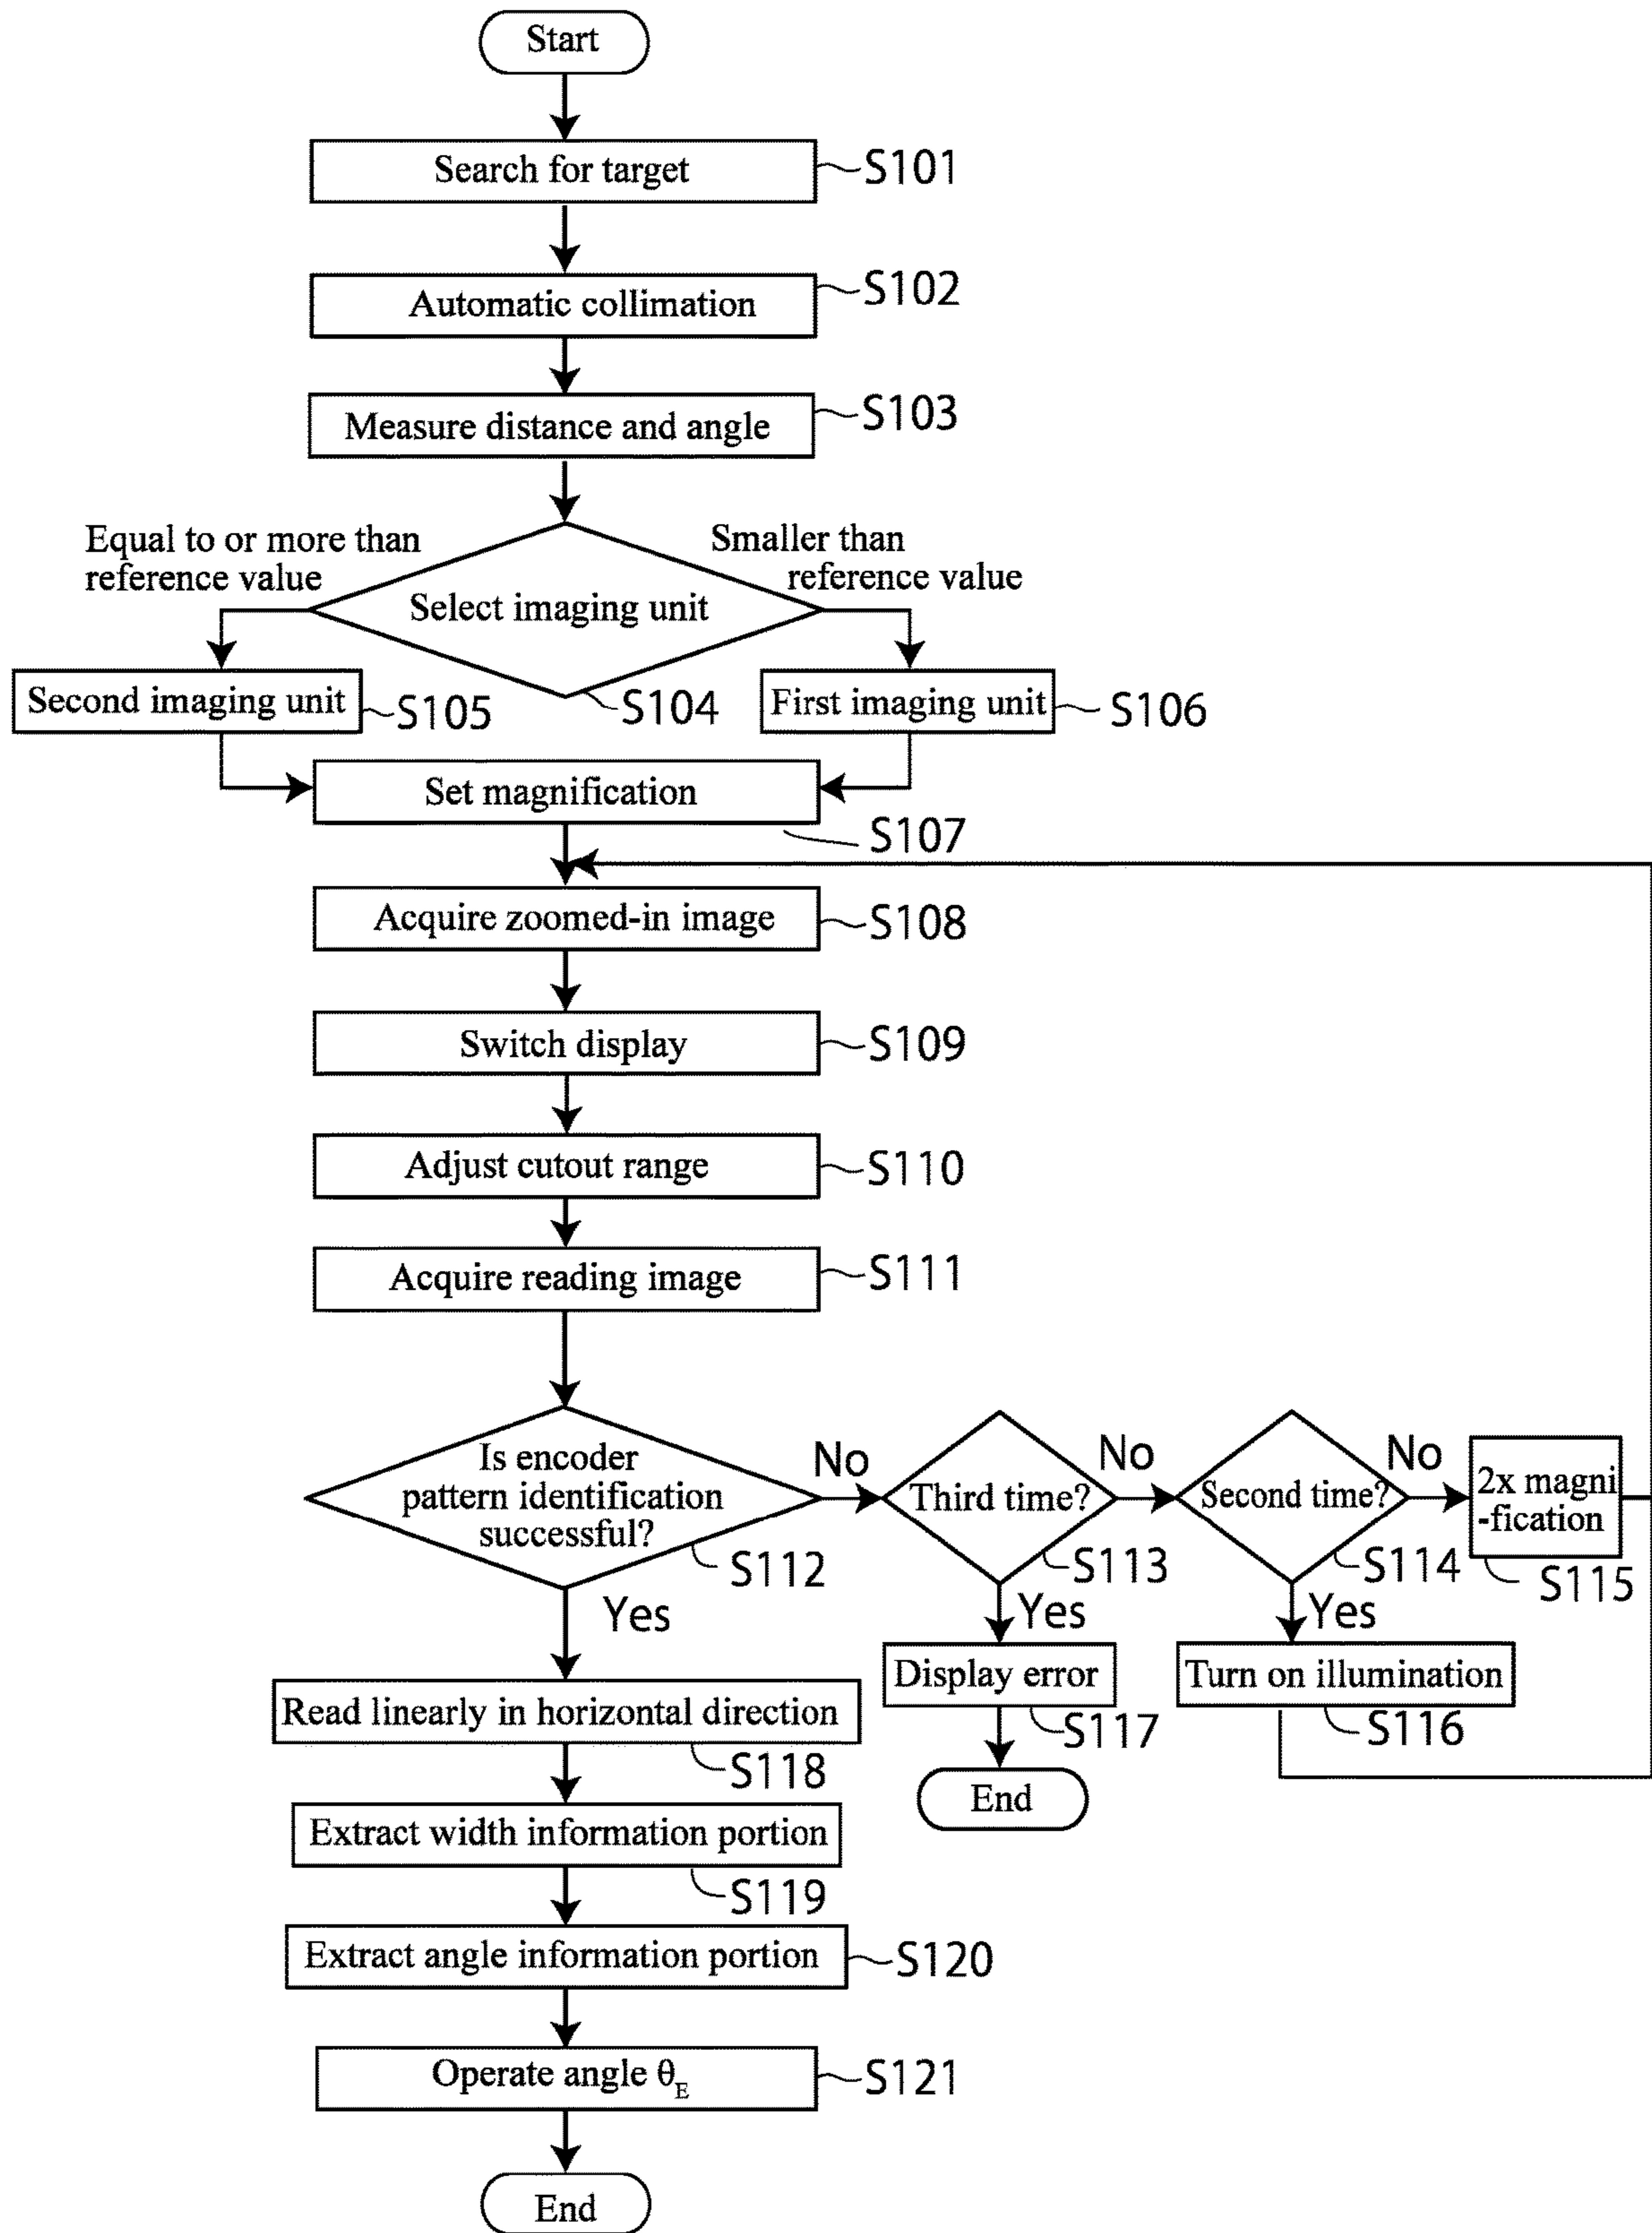 Start
Search for target
S101
Automatic collimation
S102
Measure distance and angle
S103
Equal to or more than
reference value
Smaller than
reference value
Select imaging unit
S104
Second imaging unit
S105
First imaging unit
S106
Set magnification
S107
Acquire zoomed-in image
S108
Switch display
S109
Adjust cutout range
S110
Acquire reading image
S111
Is encoder
pattern identification
successful?
S112
No
Third time?
S113
No
Second time?
S114
No
2x magni
-fication
S115
Yes
Yes
Yes
Display error
S117
Turn on illumination
S116
End
Read linearly in horizontal direction
S118
Extract width information portion
S119
Extract angle information portion
S120
Operate angle θE
S121
End